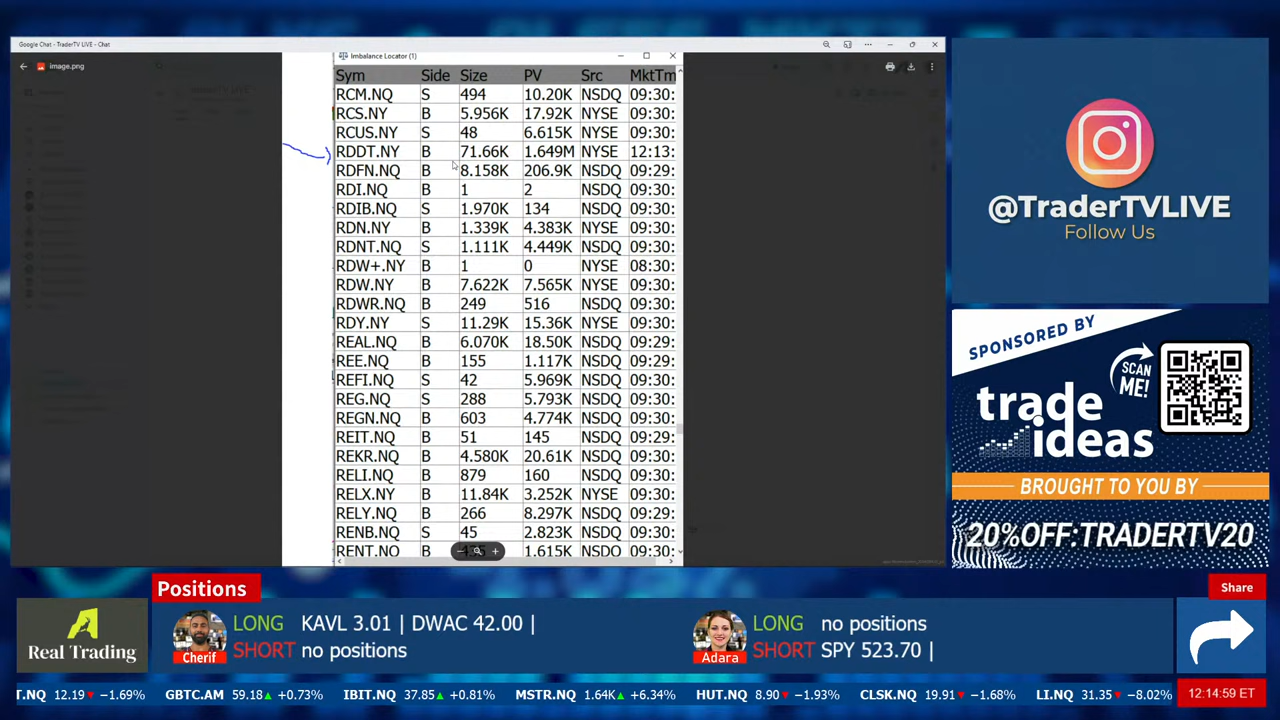 Google Chat - TraderTV LIVE - Chat
image.png
Imbalance Locator (1)
Sym Side Size PV Src MktTm
RCM.NQ S 494 10.20K NSDQ 09:30:
RCS.NY B 5.956K 17.92K NYSE 09:30:
RCUS.NY S 48 6.615K NYSE 09:30:
RDDT.NY B 71.66K 1.649M NYSE 12:13:
RDFN.NQ B 8.158K 206.9K NSDQ 09:29:
RDI.NQ B 1 2 NSDQ 09:30:
RDIB.NQ S 1.970K 134 NSDQ 09:30:
RDN.NY B 1.339K 4.383K NYSE 09:30:
RDNT.NQ S 1.111K 4.449K NSDQ 09:30:
RDW+.NY B 1 0 NYSE 08:30:
RDW.NY B 7.622K 7.565K NYSE 09:30:
RDWR.NQ B 249 516 NSDQ 09:30:
RDY.NY S 11.29K 15.36K NYSE 09:30:
REAL.NQ B 6.070K 18.50K NSDQ 09:29:
REE.NQ B 155 1.117K NSDQ 09:30:
REFI.NQ S 42 5.969K NSDQ 09:30:
REG.NQ S 288 5.793K NSDQ 09:30:
REGN.NQ B 603 4.774K NSDQ 09:30:
REIT.NQ B 51 145 NSDQ 09:29:
REKR.NQ B 4.580K 20.61K NSDQ 09:30:
RELI.NQ B 879 160 NSDQ 09:30:
RELX.NY B 11.84K 3.252K NYSE 09:30:
RELY.NQ B 266 8.297K NSDQ 09:29:
RENB.NQ S 45 2.823K NSDQ 09:30:
RENT.NQ B 1.615K NSDQ 09:30:
@TraderTVLIVE
Follow Us
SPONSORED BY
SCAN ME!
trade ideas
BROUGHT TO YOU BY
20%OFF:TRADERTV20
Positions
Share
Real Trading
Cherif
LONG KAVL 3.01 | DWAC 42.00 |
SHORT no positions
Adara
LONG no positions
SHORT SPY 523.70 |
T.NQ 12.19 -1.69% GBTC.AM 59.18 +0.73% IBIT.NQ 37.85 +0.81% MSTR.NQ 1.64K +6.34% HUT.NQ 8.90 -1.93% CLSK.NQ 19.91 -1.68% LI.NQ 31.35 -8.02%
12:14:59 ET